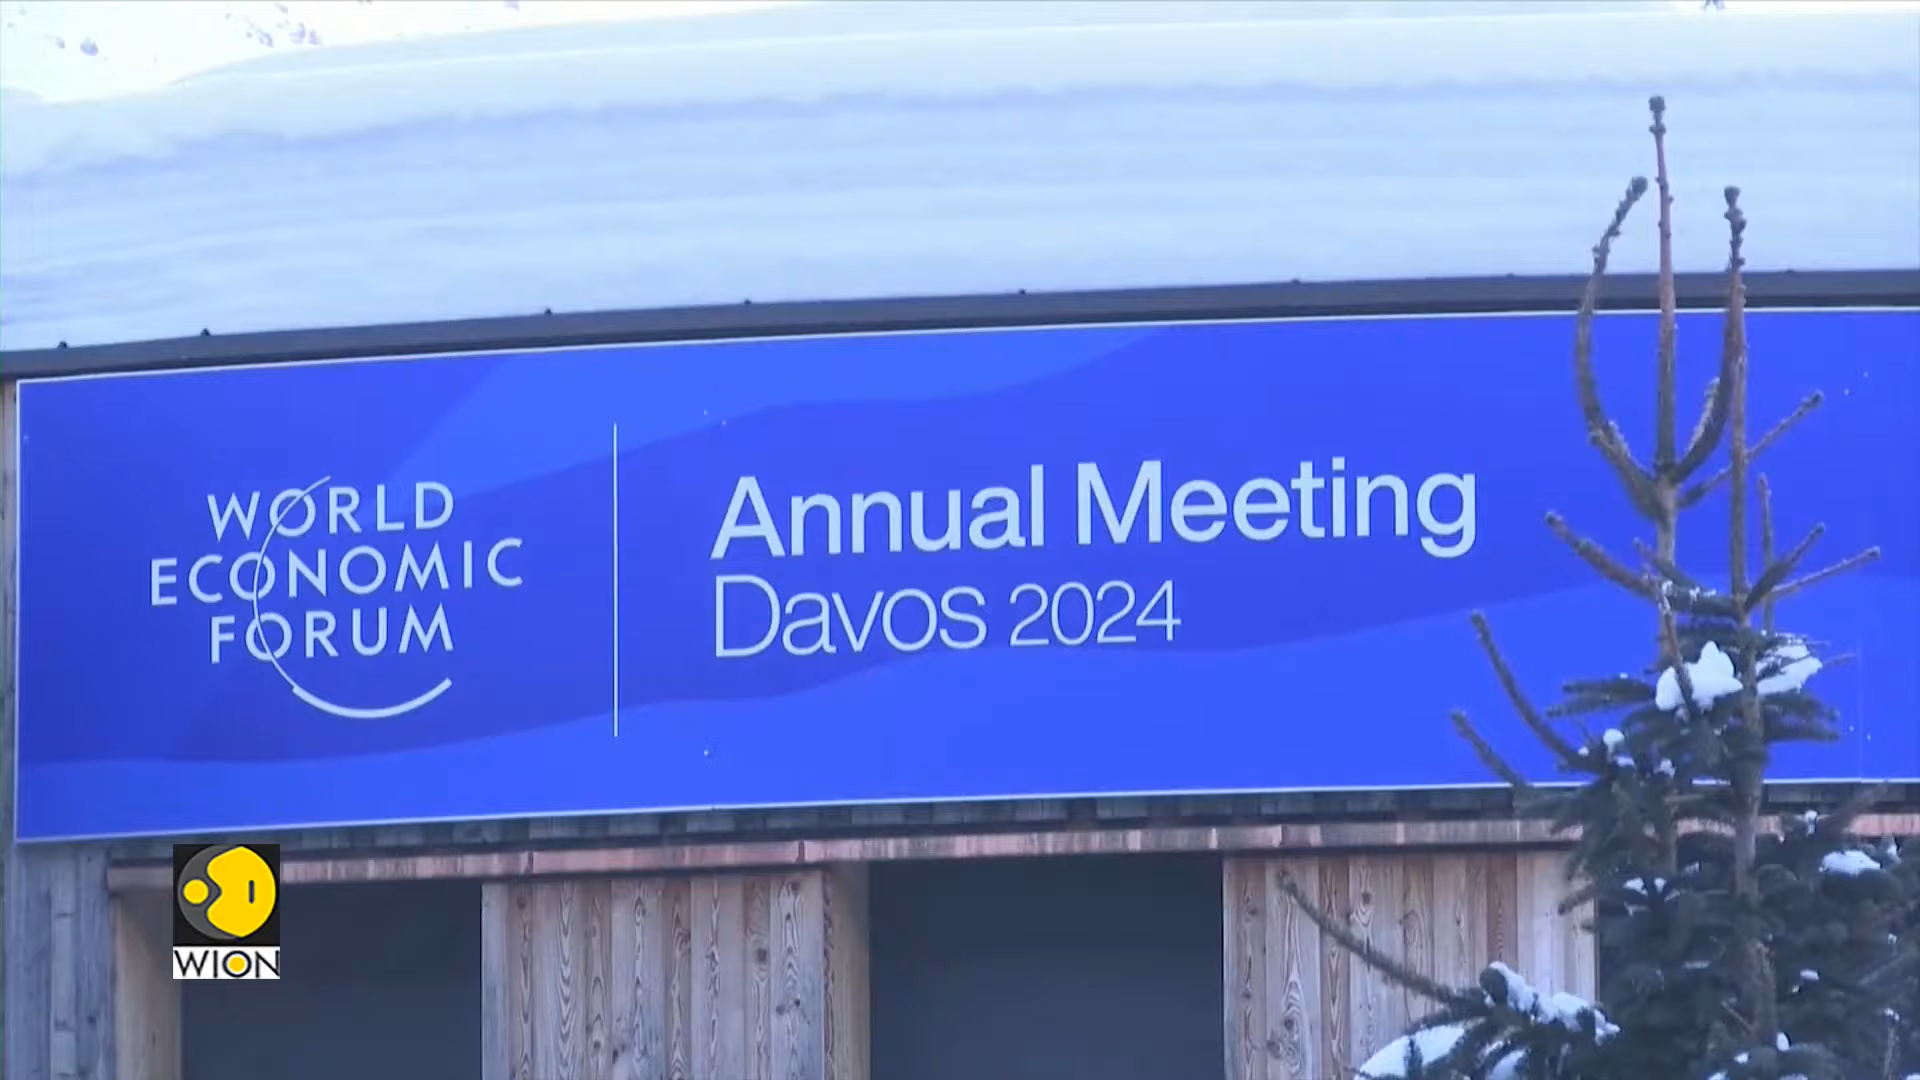 WORLD
ECONOMIC
FORUM
Annual Meeting
Davos 2024
WION